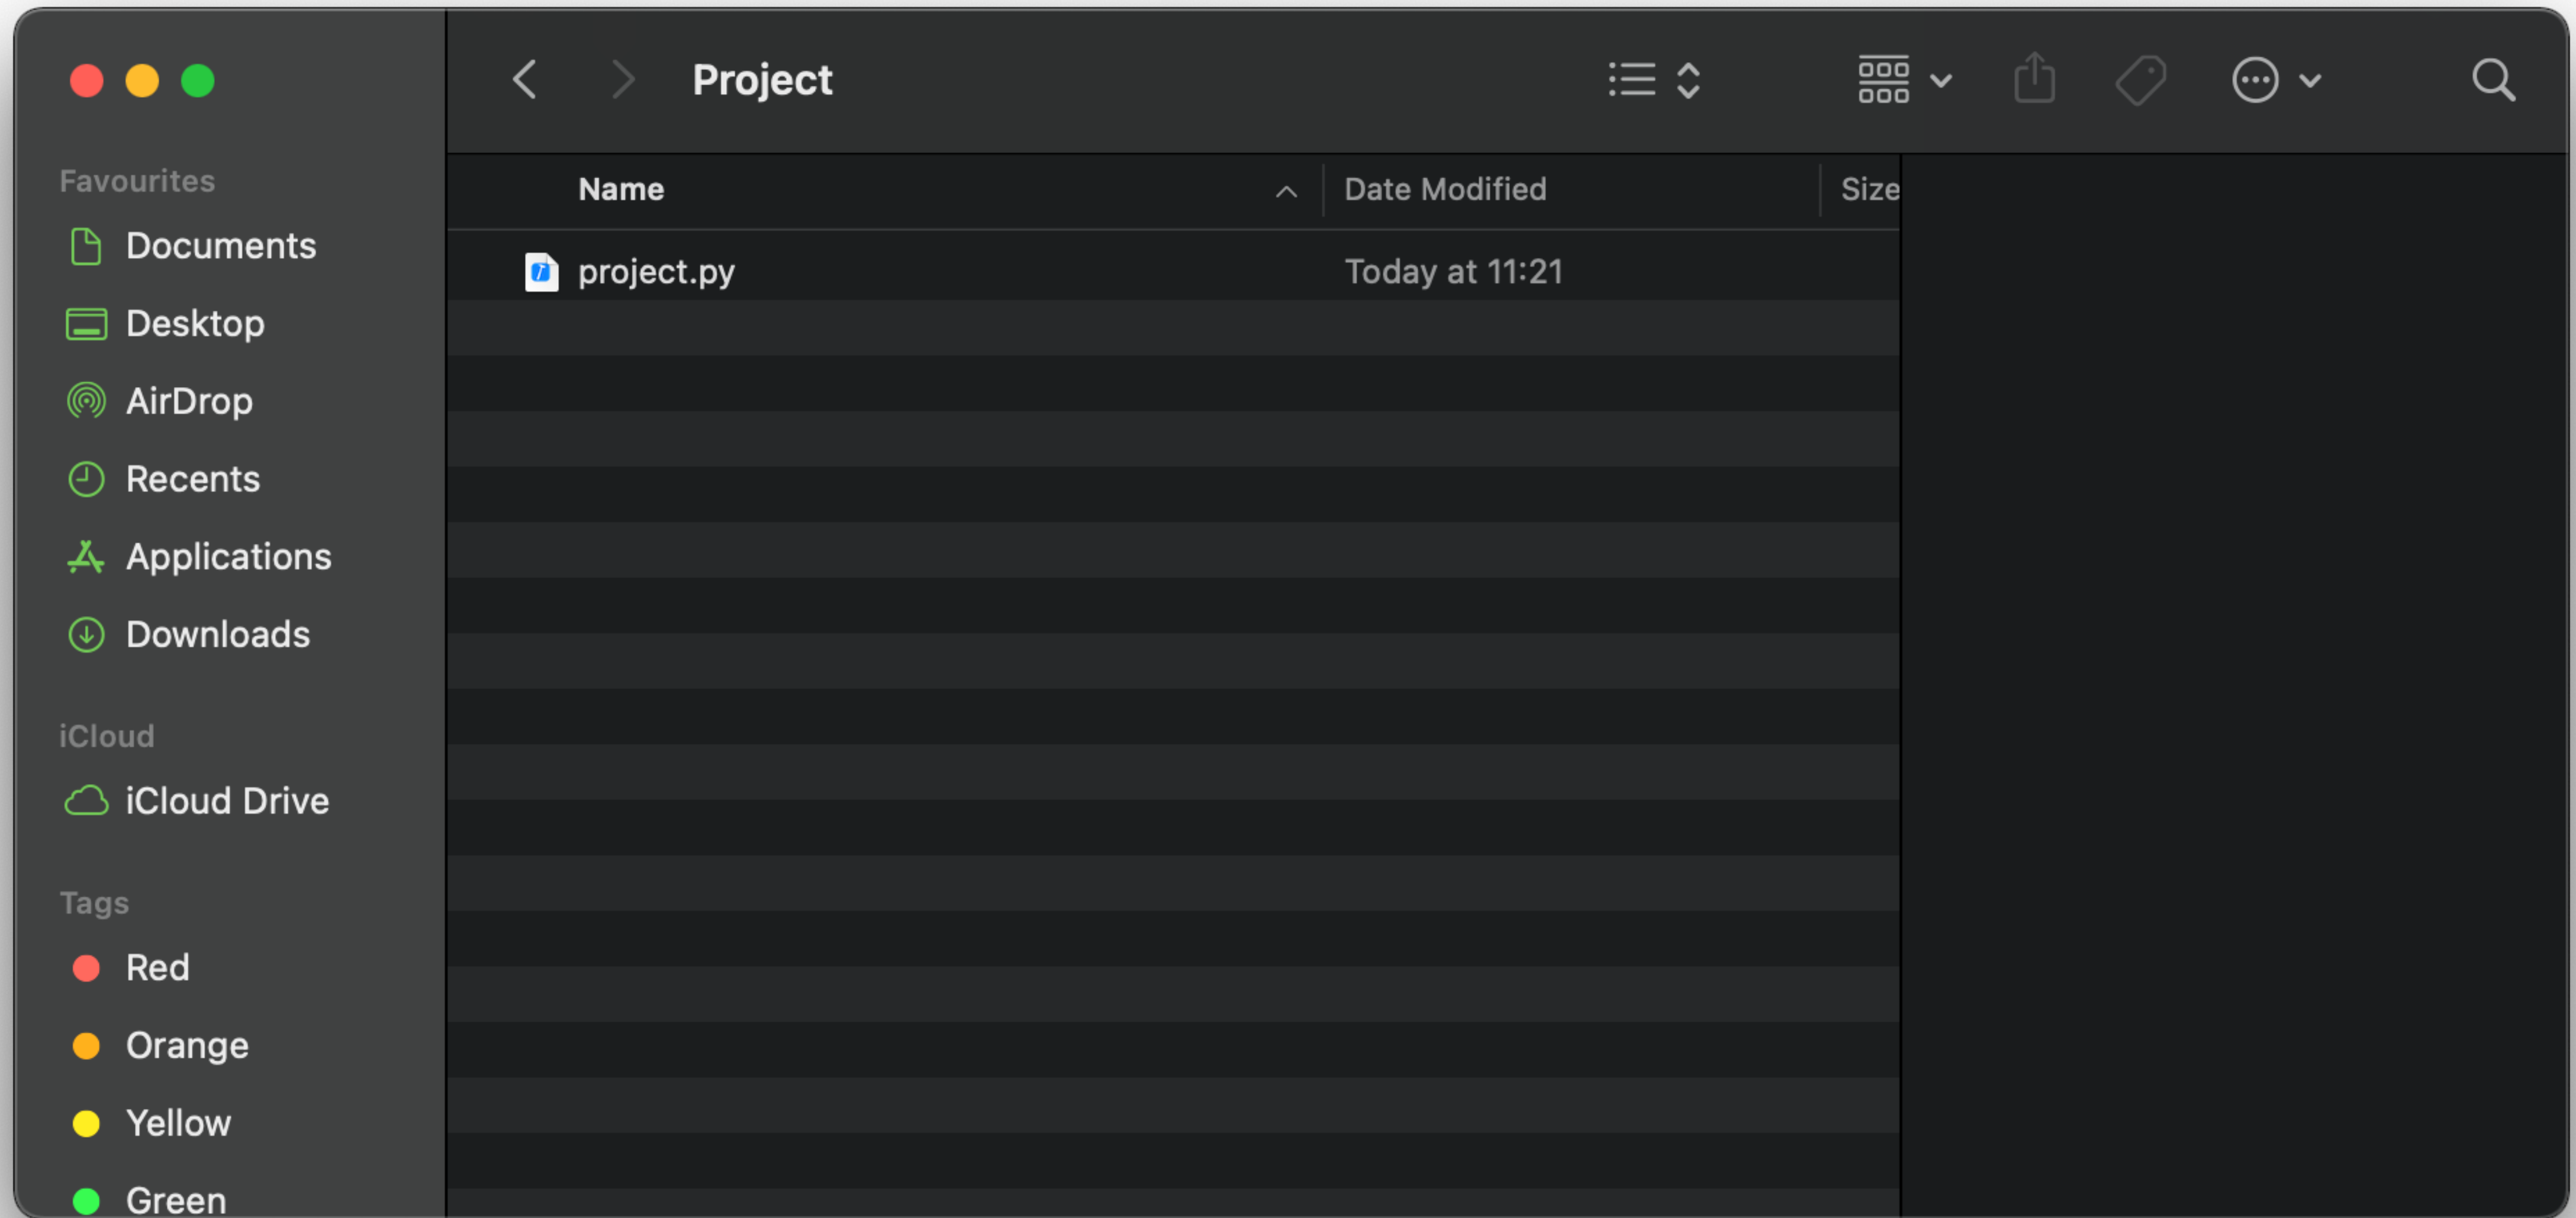 Project
Favourites
Documents
Desktop
AirDrop
Recents
Applications
Downloads
iCloud
iCloud Drive
Tags
Red
Orange
Yellow
Green
Name
Date Modified
Size
project.py
Today at 11:21